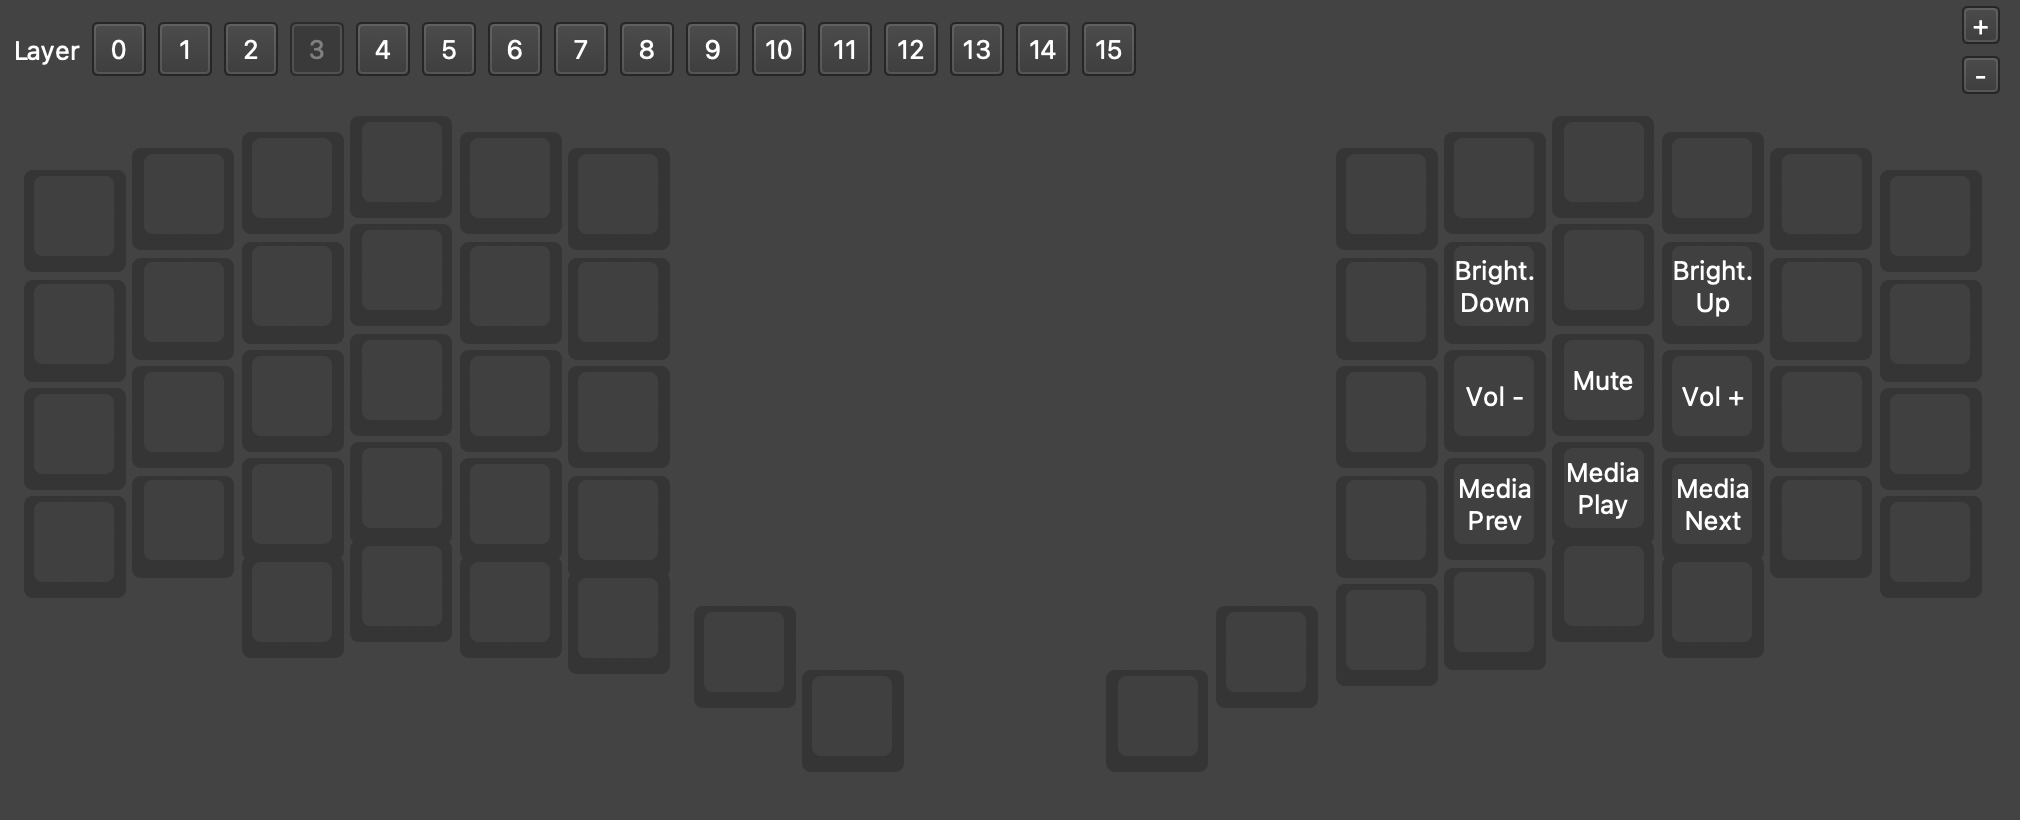 Layer 0 1 2 3 4 5 6 7 8 9 10 11 12 13 14 15
+
-
Bright.
Down
Bright.
Up
Vol -
Mute
Vol +
Media
Prev
Media
Play
Media
Next